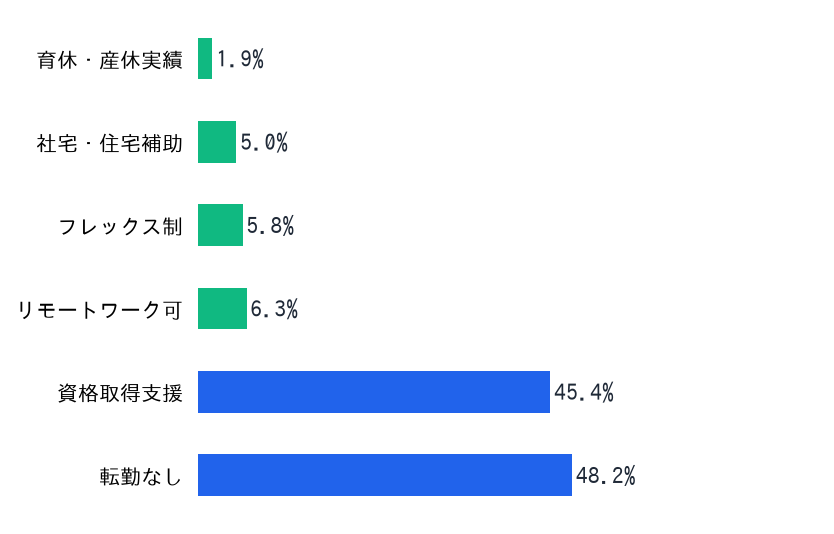 育休・産休実績 1.9%
社宅・住宅補助 5.0%
フレックス制 5.8%
リモートワーク可 6.3%
資格取得支援 45.4%
転勤なし 48.2%